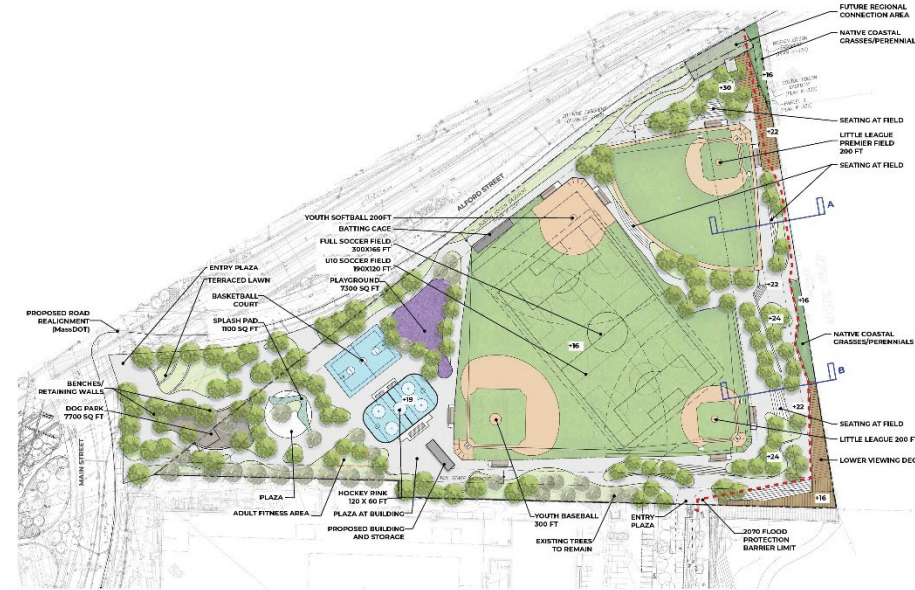 FUTURE REGIONAL
CONNECTION AREA
NATIVE COASTAL
GRASSES/PERENNIAL
+16
+30
+22
SEATING AT FIELD
LITTLE LEAGUE
PREMIER FIELD
200 FT
SEATING AT FIELD
A
ALFORD STREET
YOUTH SOFTBALL 200FT
BATTING CAGE
FULL SOCCER FIELD
300X165 FT
U10 SOCCER FIELD
190X120 FT
PLAYGROUND
7300 SQ FT
ENTRY PLAZA
TERRACED LAWN
BASKETBALL
COURT
SPLASH PAD
1100 SQ FT
PROPOSED ROAD
REALIGNMENT
(MassDOT)
BENCHES/
RETAINING WALLS
DOG PARK
7700 SQ FT
MAIN STREET
+22
+16
+24
+16
NATIVE COASTAL
GRASSES/PERENNIALS
B
+19
+22
SEATING AT FIELD
LITTLE LEAGUE 200 F
+24
LOWER VIEWING DEC
+16
PLAZA
ADULT FITNESS AREA
HOCKEY RINK
120 X 60 FT
PLAZA AT BUILDING
PROPOSED BUILDING
AND STORAGE
YOUTH BASEBALL
300 FT
EXISTING TREES
TO REMAIN
ENTRY
PLAZA
2070 FLOOD
PROTECTION
BARRIER LIMIT